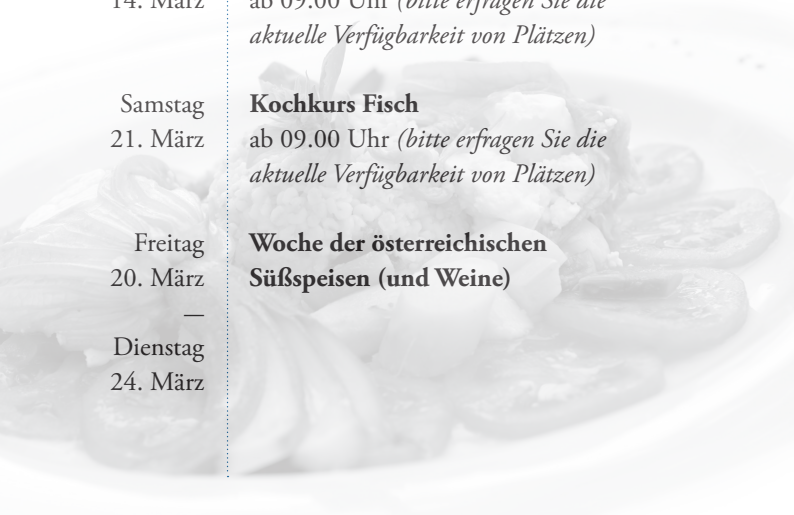 14. März
ab 09.00 Uhr (bitte erfragen Sie die
aktuelle Verfügbarkeit von Plätzen)
Samstag
21. März
Kochkurs Fisch
ab 09.00 Uhr (bitte erfragen Sie die
aktuelle Verfügbarkeit von Plätzen)
Freitag
20. März
—
Dienstag
24. März
Woche der österreichischen
Süßspeisen (und Weine)